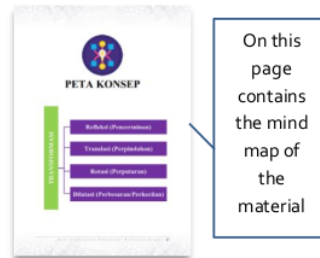 PETA KONSEP
TRANSFORMASI
Refleksi (Pencerminan)
Translasi (Perpindahan)
Rotasi (Perputaran)
Dilatasi (Perbesaran/Perkecilan)
On this
page
contains
the mind
map of
the
material